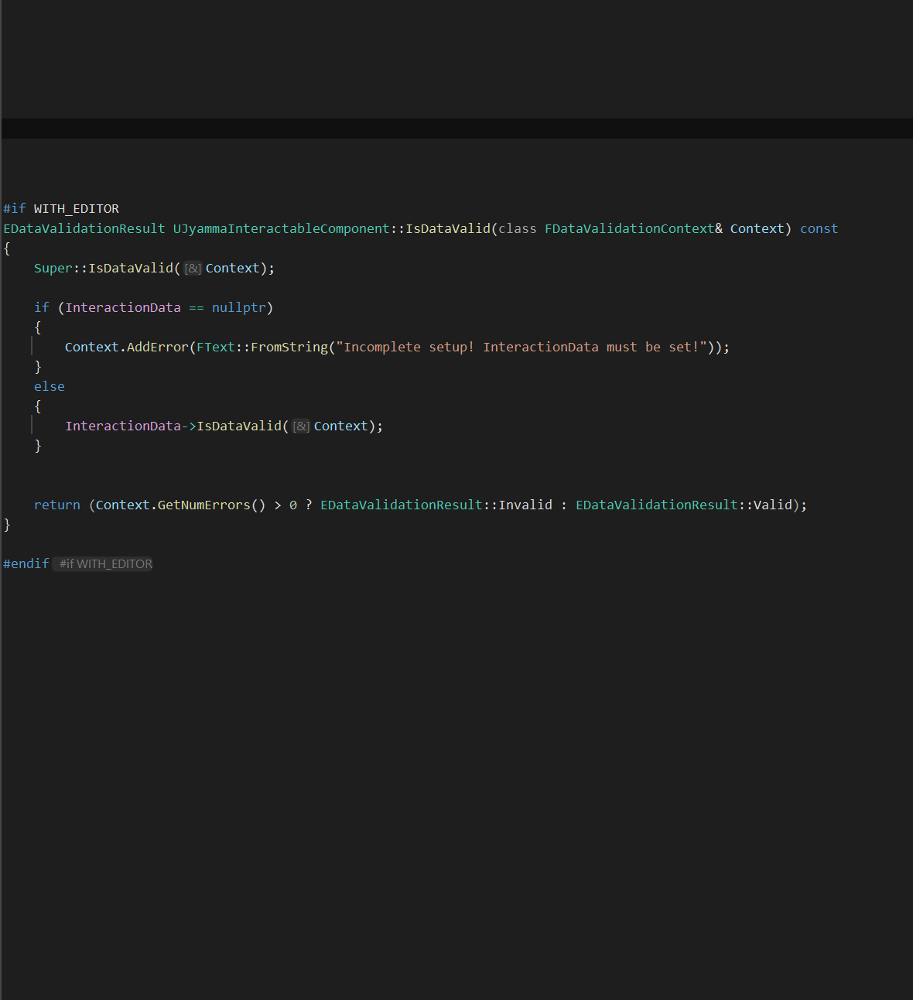 #if WITH_EDITOR
EDataValidationResult UJyammaInteractableComponent::IsDataValid(class FDataValidationContext& Context) const
{
    Super::IsDataValid([&]Context);
    if (InteractionData == nullptr)
    {
        Context.AddError(FText::FromString("Incomplete setup! InteractionData must be set!"));
    }
    else
    {
        InteractionData->IsDataValid([&]Context);
    }
    return (Context.GetNumErrors() > 0 ? EDataValidationResult::Invalid : EDataValidationResult::Valid);
}
#endif #if WITH_EDITOR